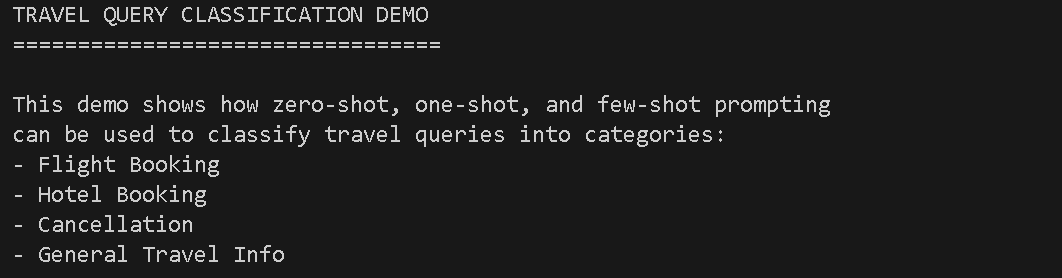 TRAVEL QUERY CLASSIFICATION DEMO
=================================
This demo shows how zero-shot, one-shot, and few-shot prompting
can be used to classify travel queries into categories:
- Flight Booking
- Hotel Booking
- Cancellation
- General Travel Info